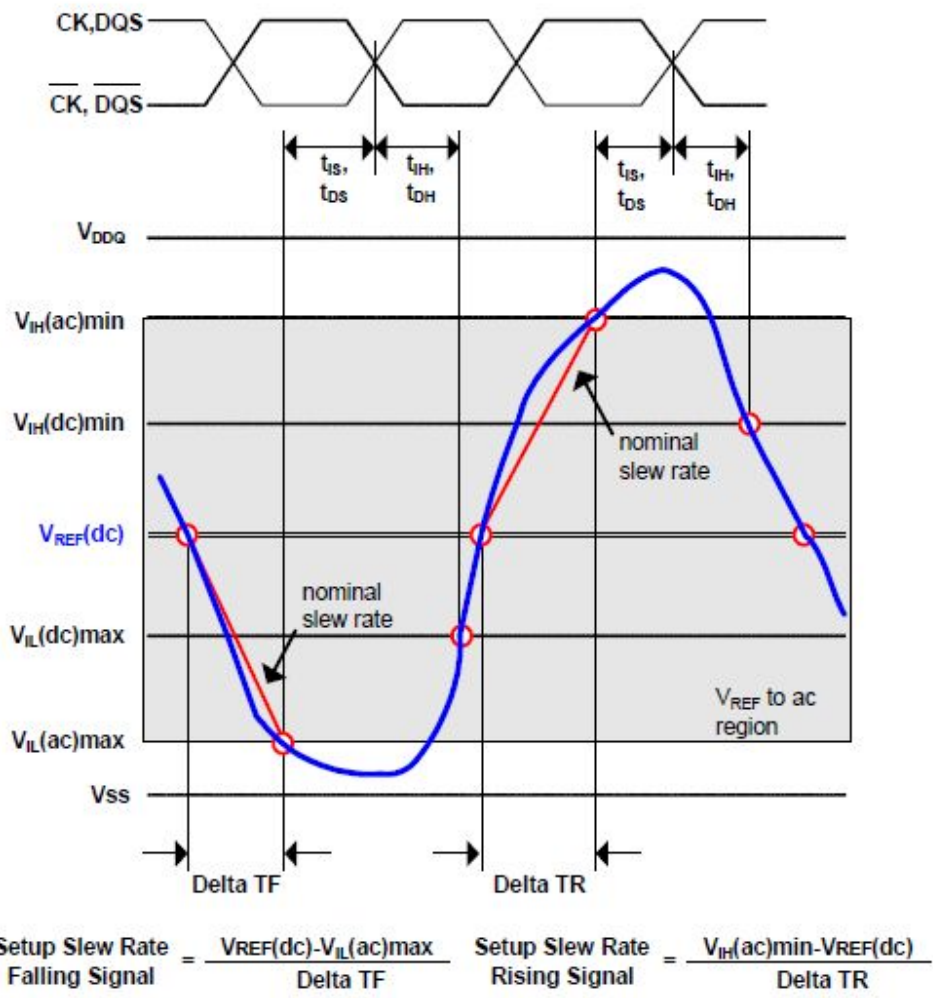 CK,DQS
CK, DQS
tIS,
tDS
tIH,
tDH
tIS,
tDS
tIH,
tDH
VDDQ
VIH(ac)min
VIH(dc)min
nominal
slew rate
VREF(dc)
nominal
slew rate
VIL(dc)max
VREF to ac
region
VIL(ac)max
Vss
Delta TF
Delta TR
Setup Slew Rate
Falling Signal
=
VREF(dc)-VIL(ac)max
Delta TF
Setup Slew Rate
Rising Signal
=
VIH(ac)min-VREF(dc)
Delta TR